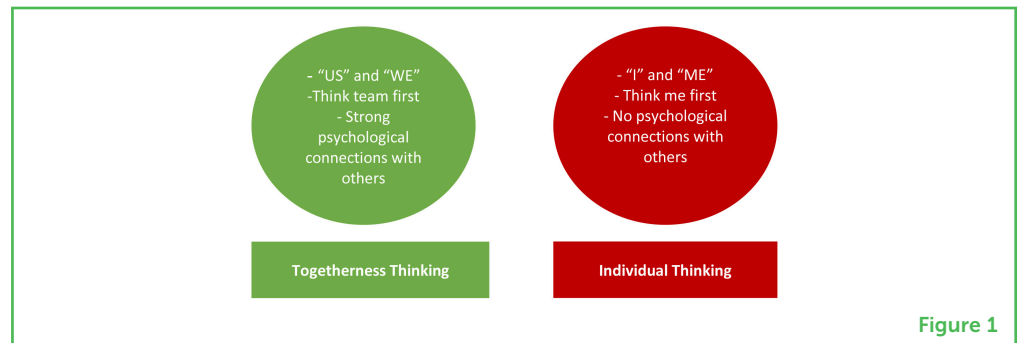 - “US” and “WE”
-Think team first
- Strong
psychological
connections with
others
Togetherness Thinking
- “I” and “ME”
- Think me first
- No psychological
connections with
others
Individual Thinking
Figure 1